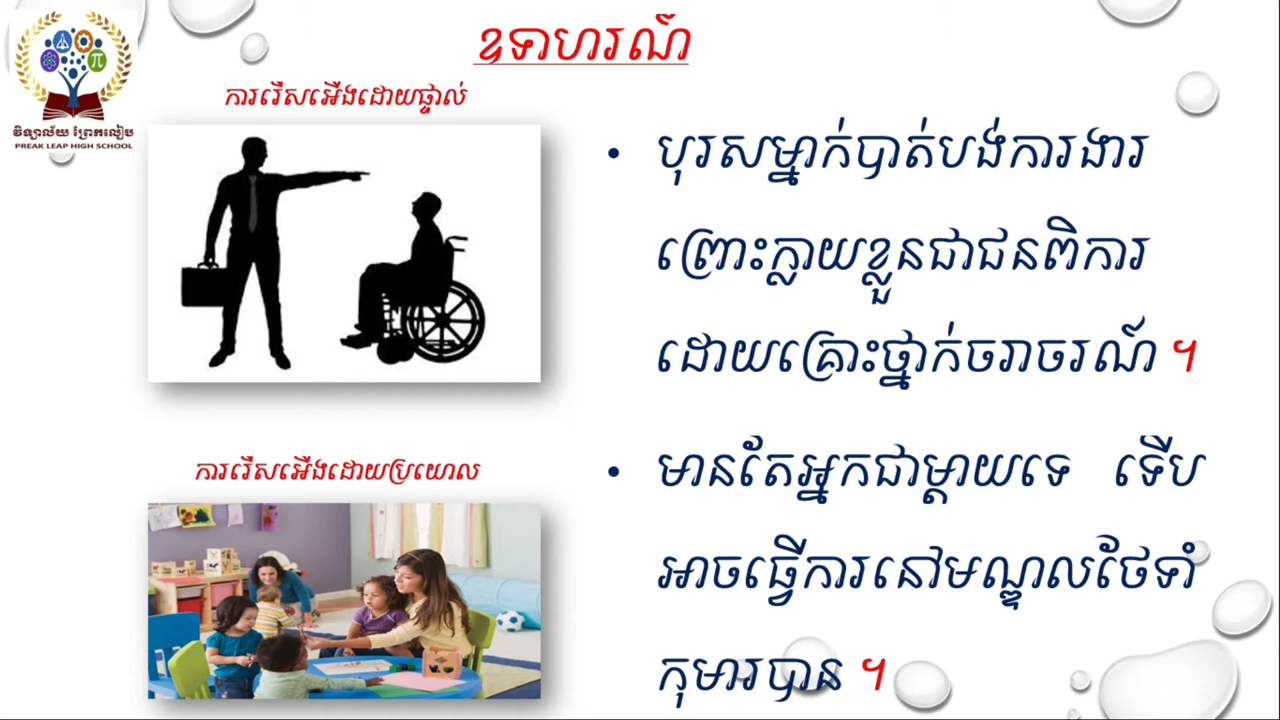 ឧទាហរណ៍
វិទ្យាល័យ ព្រែកលៀប
PREAK LEAP HIGH SCHOOL
ការរើសអើងដោយផ្ទាល់
បុរសម្នាក់បាត់បង់ការងារ
ព្រោះក្លាយខ្លួនជាជនពិការ
ដោយគ្រោះថ្នាក់ចរាចរណ៍ ។
ការរើសអើងដោយប្រយោល
មានតែអ្នកជាម្តាយទេ ទើប
អាចធ្វើការនៅមណ្ឌលថែទាំ
កុមារបាន ។